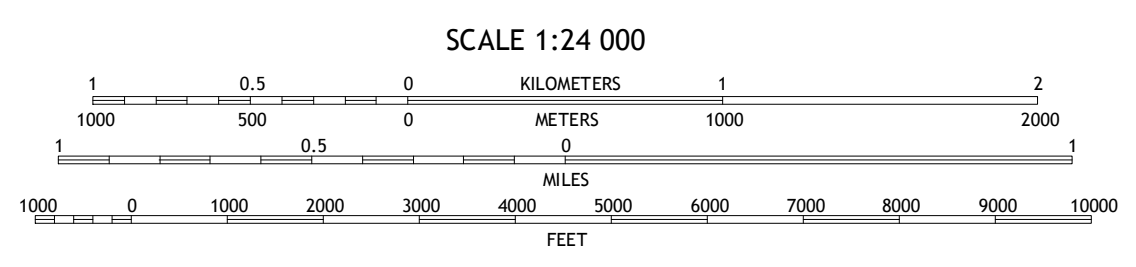 SCALE 1:24 000
1 0.5 0 KILOMETERS 1 2
1000 500 0 METERS 1000 2000
1 0.5 0 1
MILES
1000 0 1000 2000 3000 4000 5000 6000 7000 8000 9000 10000
FEET